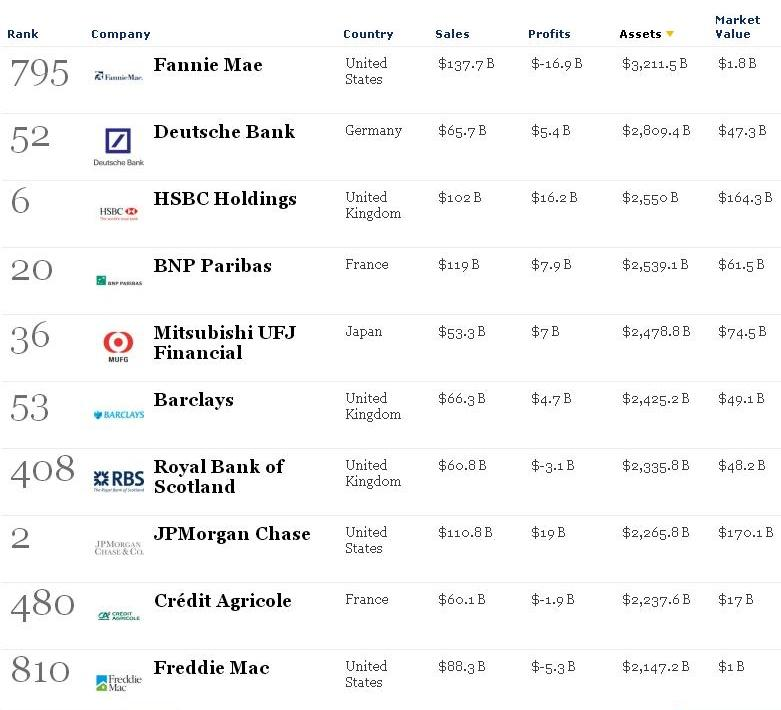 Rank Company Country Sales Profits Assets Market Value
795 FannieMae. Fannie Mae United States $137.7 B $-16.9 B $3,211.5 B $1.8 B
52 Deutsche Bank Deutsche Bank Germany $65.7 B $5.4 B $2,809.4 B $47.3 B
6 HSBC HSBC Holdings United Kingdom $102 B $16.2 B $2,550 B $164.3 B
20 BNP PARIBAS BNP Paribas France $119 B $7.9 B $2,539.1 B $61.5 B
36 MUFG Mitsubishi UFJ Financial Japan $53.3 B $7 B $2,478.8 B $74.5 B
53 BARCLAYS Barclays United Kingdom $66.3 B $4.7 B $2,425.2 B $49.1 B
408 RBS The Royal Bank of Scotland Royal Bank of Scotland United Kingdom $60.8 B $-3.1 B $2,335.8 B $48.2 B
2 JPMORGAN CHASE & CO. JPMorgan Chase United States $110.8 B $19 B $2,265.8 B $170.1 B
480 CRÉDIT AGRICOLE Crédit Agricole France $60.1 B $-1.9 B $2,237.6 B $17 B
810 Freddie Mac Freddie Mac United States $88.3 B $-5.3 B $2,147.2 B $1 B